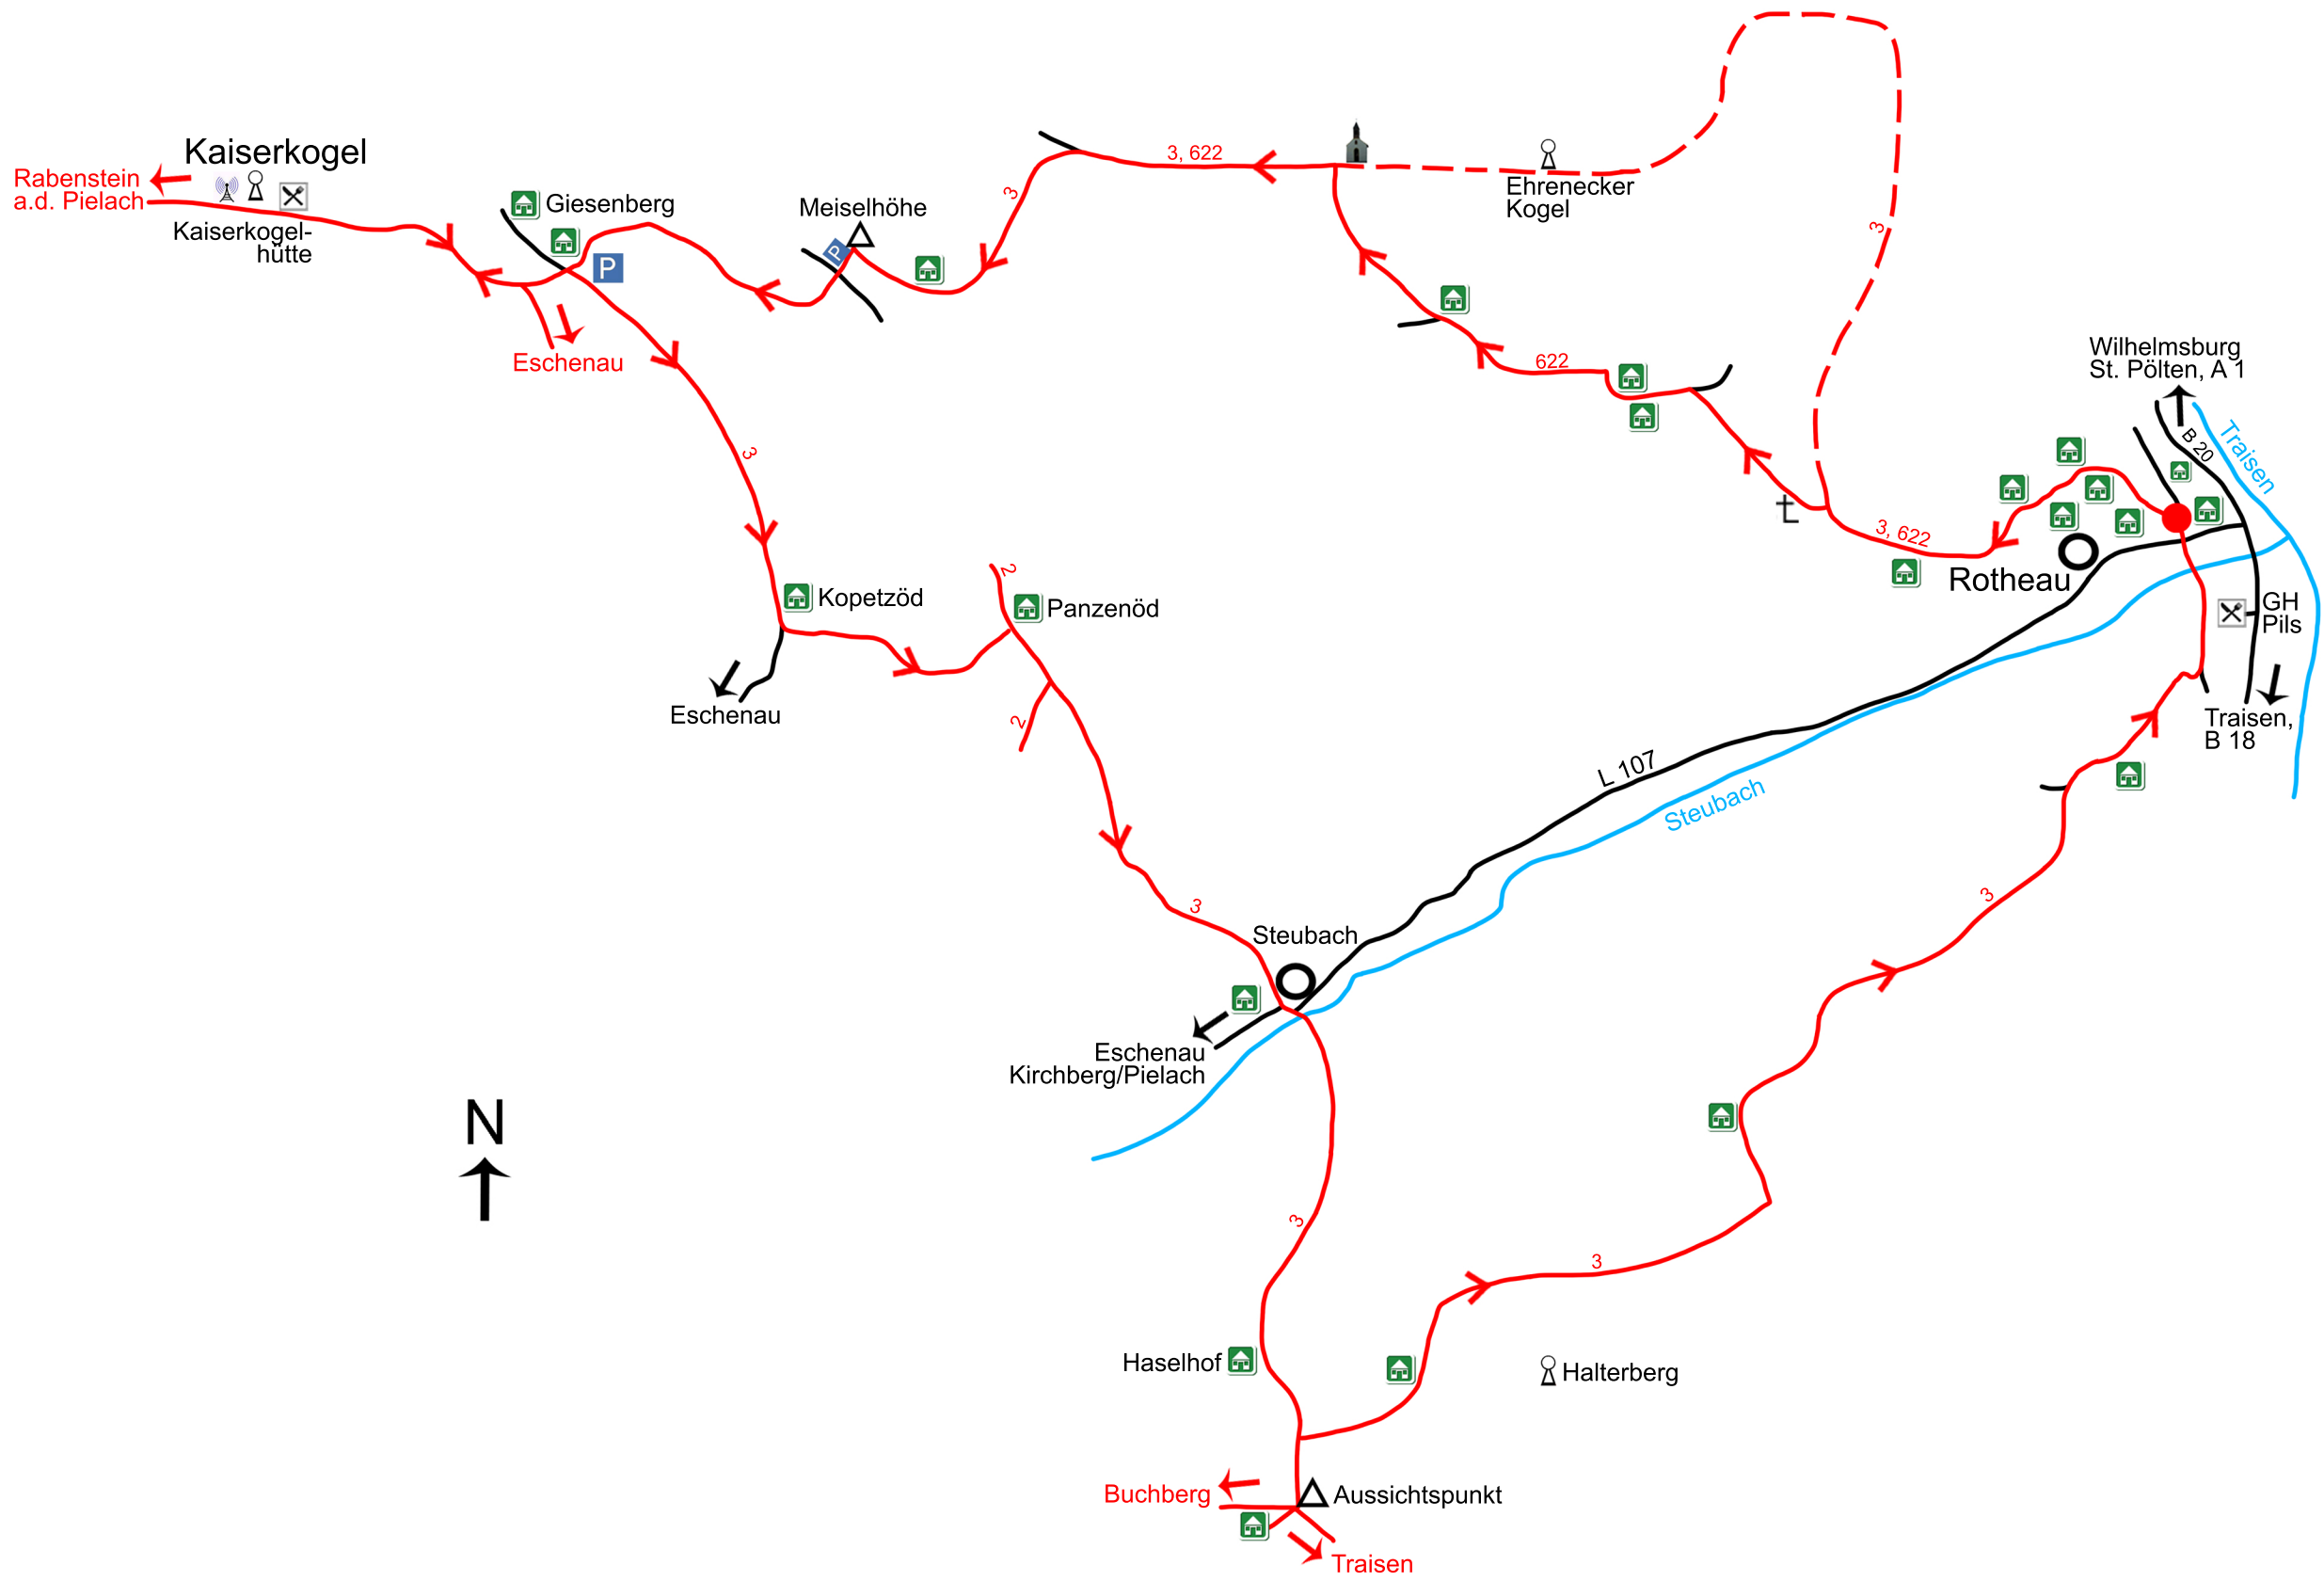 Kaiserkogel
Rabenstein
a.d. Pielach
Kaiserkogel-
hütte
Giesenberg
P
Eschenau
Meiselhöhe
P
3
3, 622
Ehrenecker
Kogel
3
622
3, 622
Rotheau
Wilhelmsburg
St. Pölten, A 1
B 20
Traisen
GH
Pils
Traisen,
B 18
3
Kopetzöd
Eschenau
2
Panzenöd
2
3
Steubach
L 107
Steubach
Eschenau
Kirchberg/Pielach
3
N
3
3
Haselhof
Halterberg
Buchberg
Aussichtspunkt
Traisen